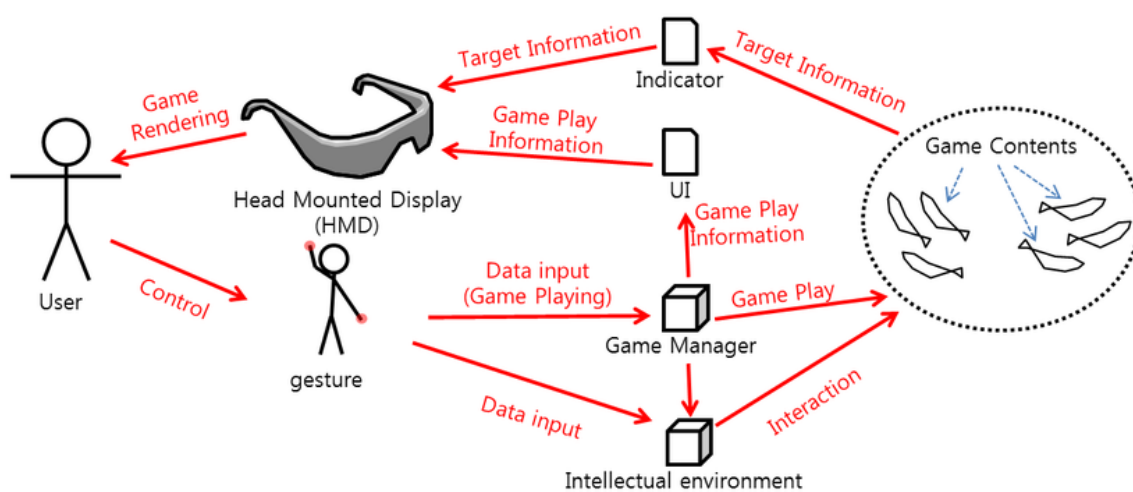 Target Information
Indicator
Target Information
Game
Rendering
Game Play
Information
UI
Game Contents
Head Mounted Display
(HMD)
User
Control
gesture
Data input
(Game Playing)
Game Play
Information
Game Manager
Game Play
Data input
Interaction
Intellectual environment